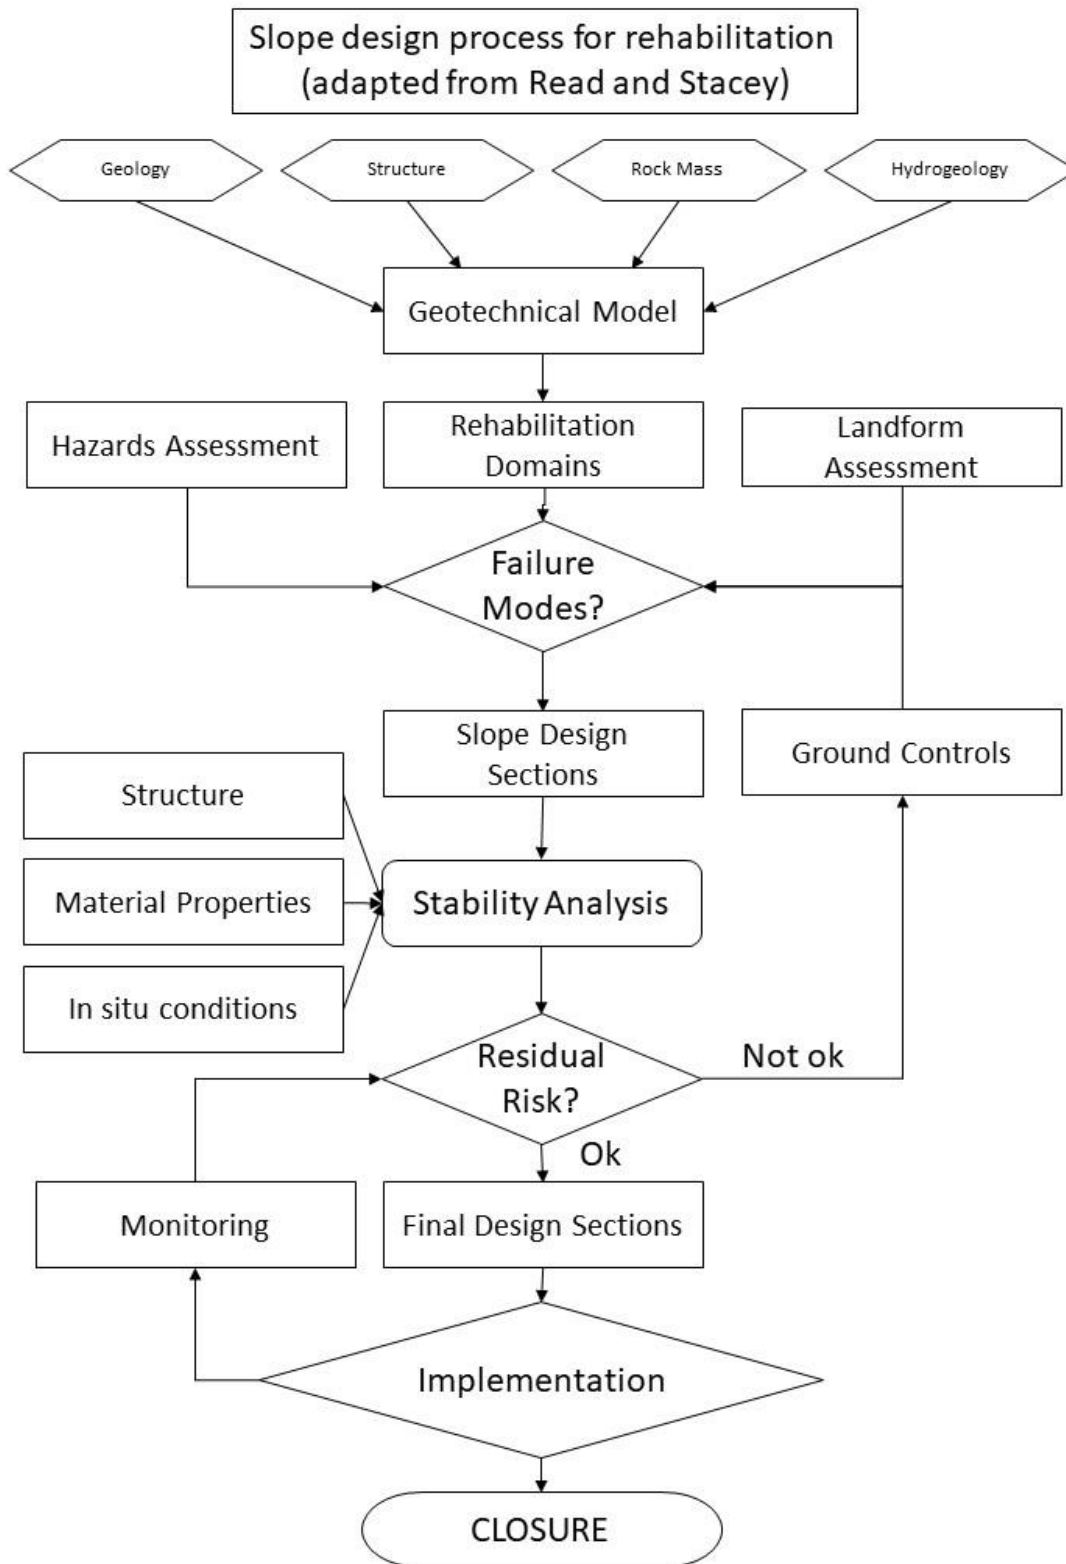 Slope design process for rehabilitation
(adapted from Read and Stacey)
Geology
Structure
Rock Mass
Hydrogeology
Geotechnical Model
Hazards Assessment
Rehabilitation
Domains
Landform
Assessment
Failure
Modes?
Slope Design
Sections
Ground Controls
Structure
Material Properties
Stability Analysis
In situ conditions
Residual
Risk?
Not ok
Ok
Monitoring
Final Design Sections
Implementation
CLOSURE